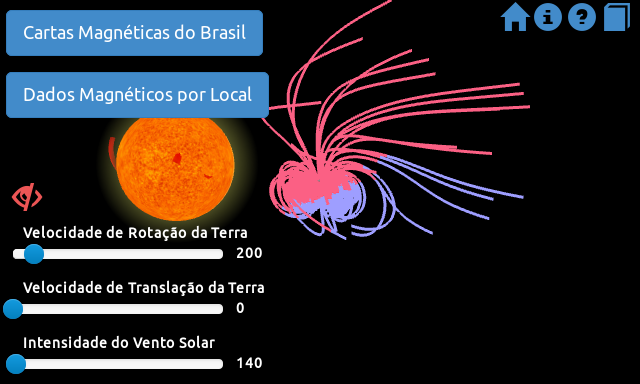 Cartas Magnéticas do Brasil
Dados Magnéticos por Local
Velocidade de Rotação da Terra
200
Velocidade de Translação da Terra
0
Intensidade do Vento Solar
140